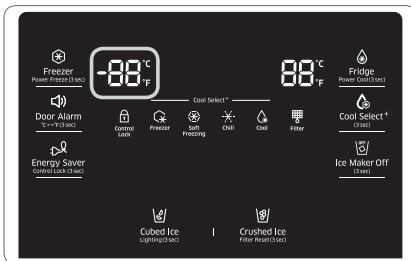 Freezer
Power Freeze (3 sec)
-88 °C °F
88 °C °F
Fridge
Power Cool (3 sec)
Cool Select+
Door Alarm
°C↔°F (3 sec)
Control Lock
Freezer
Soft Freezing
Chill
Cool
Filter
Cool Select+
(3 sec)
Energy Saver
Control Lock (3 sec)
OFF
Ice Maker Off
(3 sec)
Cubed Ice
Lighting (3 sec)
|
Crushed Ice
Filter Reset (3 sec)